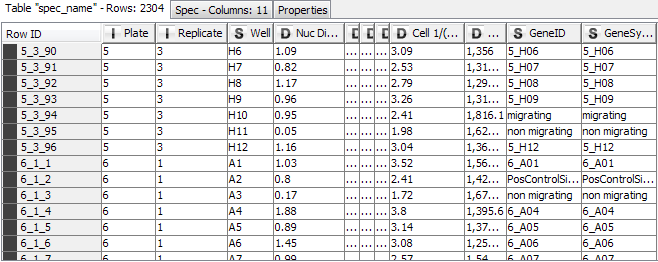 Table "spec_name" - Rows: 2304 Spec - Columns: 11 Properties
Row ID I Plate I Replicate S Well D Nuc Di... D D D D Cell 1/(... D ... S GeneID S GeneSy...
5_3_90 5 3 H6 1.09 ... ... ... 3.09 1,356 5_H06 5_H06
5_3_91 5 3 H7 0.82 ... ... ... 2.53 1,31... 5_H07 5_H07
5_3_92 5 3 H8 1.17 ... ... ... 2.79 1,29... 5_H08 5_H08
5_3_93 5 3 H9 0.96 ... ... ... 3.26 1,31... 5_H09 5_H09
5_3_94 5 3 H10 0.95 ... ... ... 2.41 1,816.1 migrating migrating
5_3_95 5 3 H11 0.05 ... ... ... 1.98 1,62... non migrating non migrating
5_3_96 5 3 H12 1.16 ... ... ... 3.04 1,36... 5_H12 5_H12
6_1_1 6 1 A1 1.03 ... ... ... 3.52 1,56... 6_A01 6_A01
6_1_2 6 1 A2 0.8 ... ... ... 2.41 1,42... PosControlSi... PosControlSi...
6_1_3 6 1 A3 0.17 ... ... ... 1.72 1,67... non migrating non migrating
6_1_4 6 1 A4 1.88 ... ... ... 3.8 1,395.6 6_A04 6_A04
6_1_5 6 1 A5 0.89 ... ... ... 3.14 1,37... 6_A05 6_A05
6_1_6 6 1 A6 1.45 ... ... ... 3.08 1,25... 6_A06 6_A06
6_1_7 6 1 A7 0.99 ... ... ... 2.57 1,54... 6_A07 6_A07